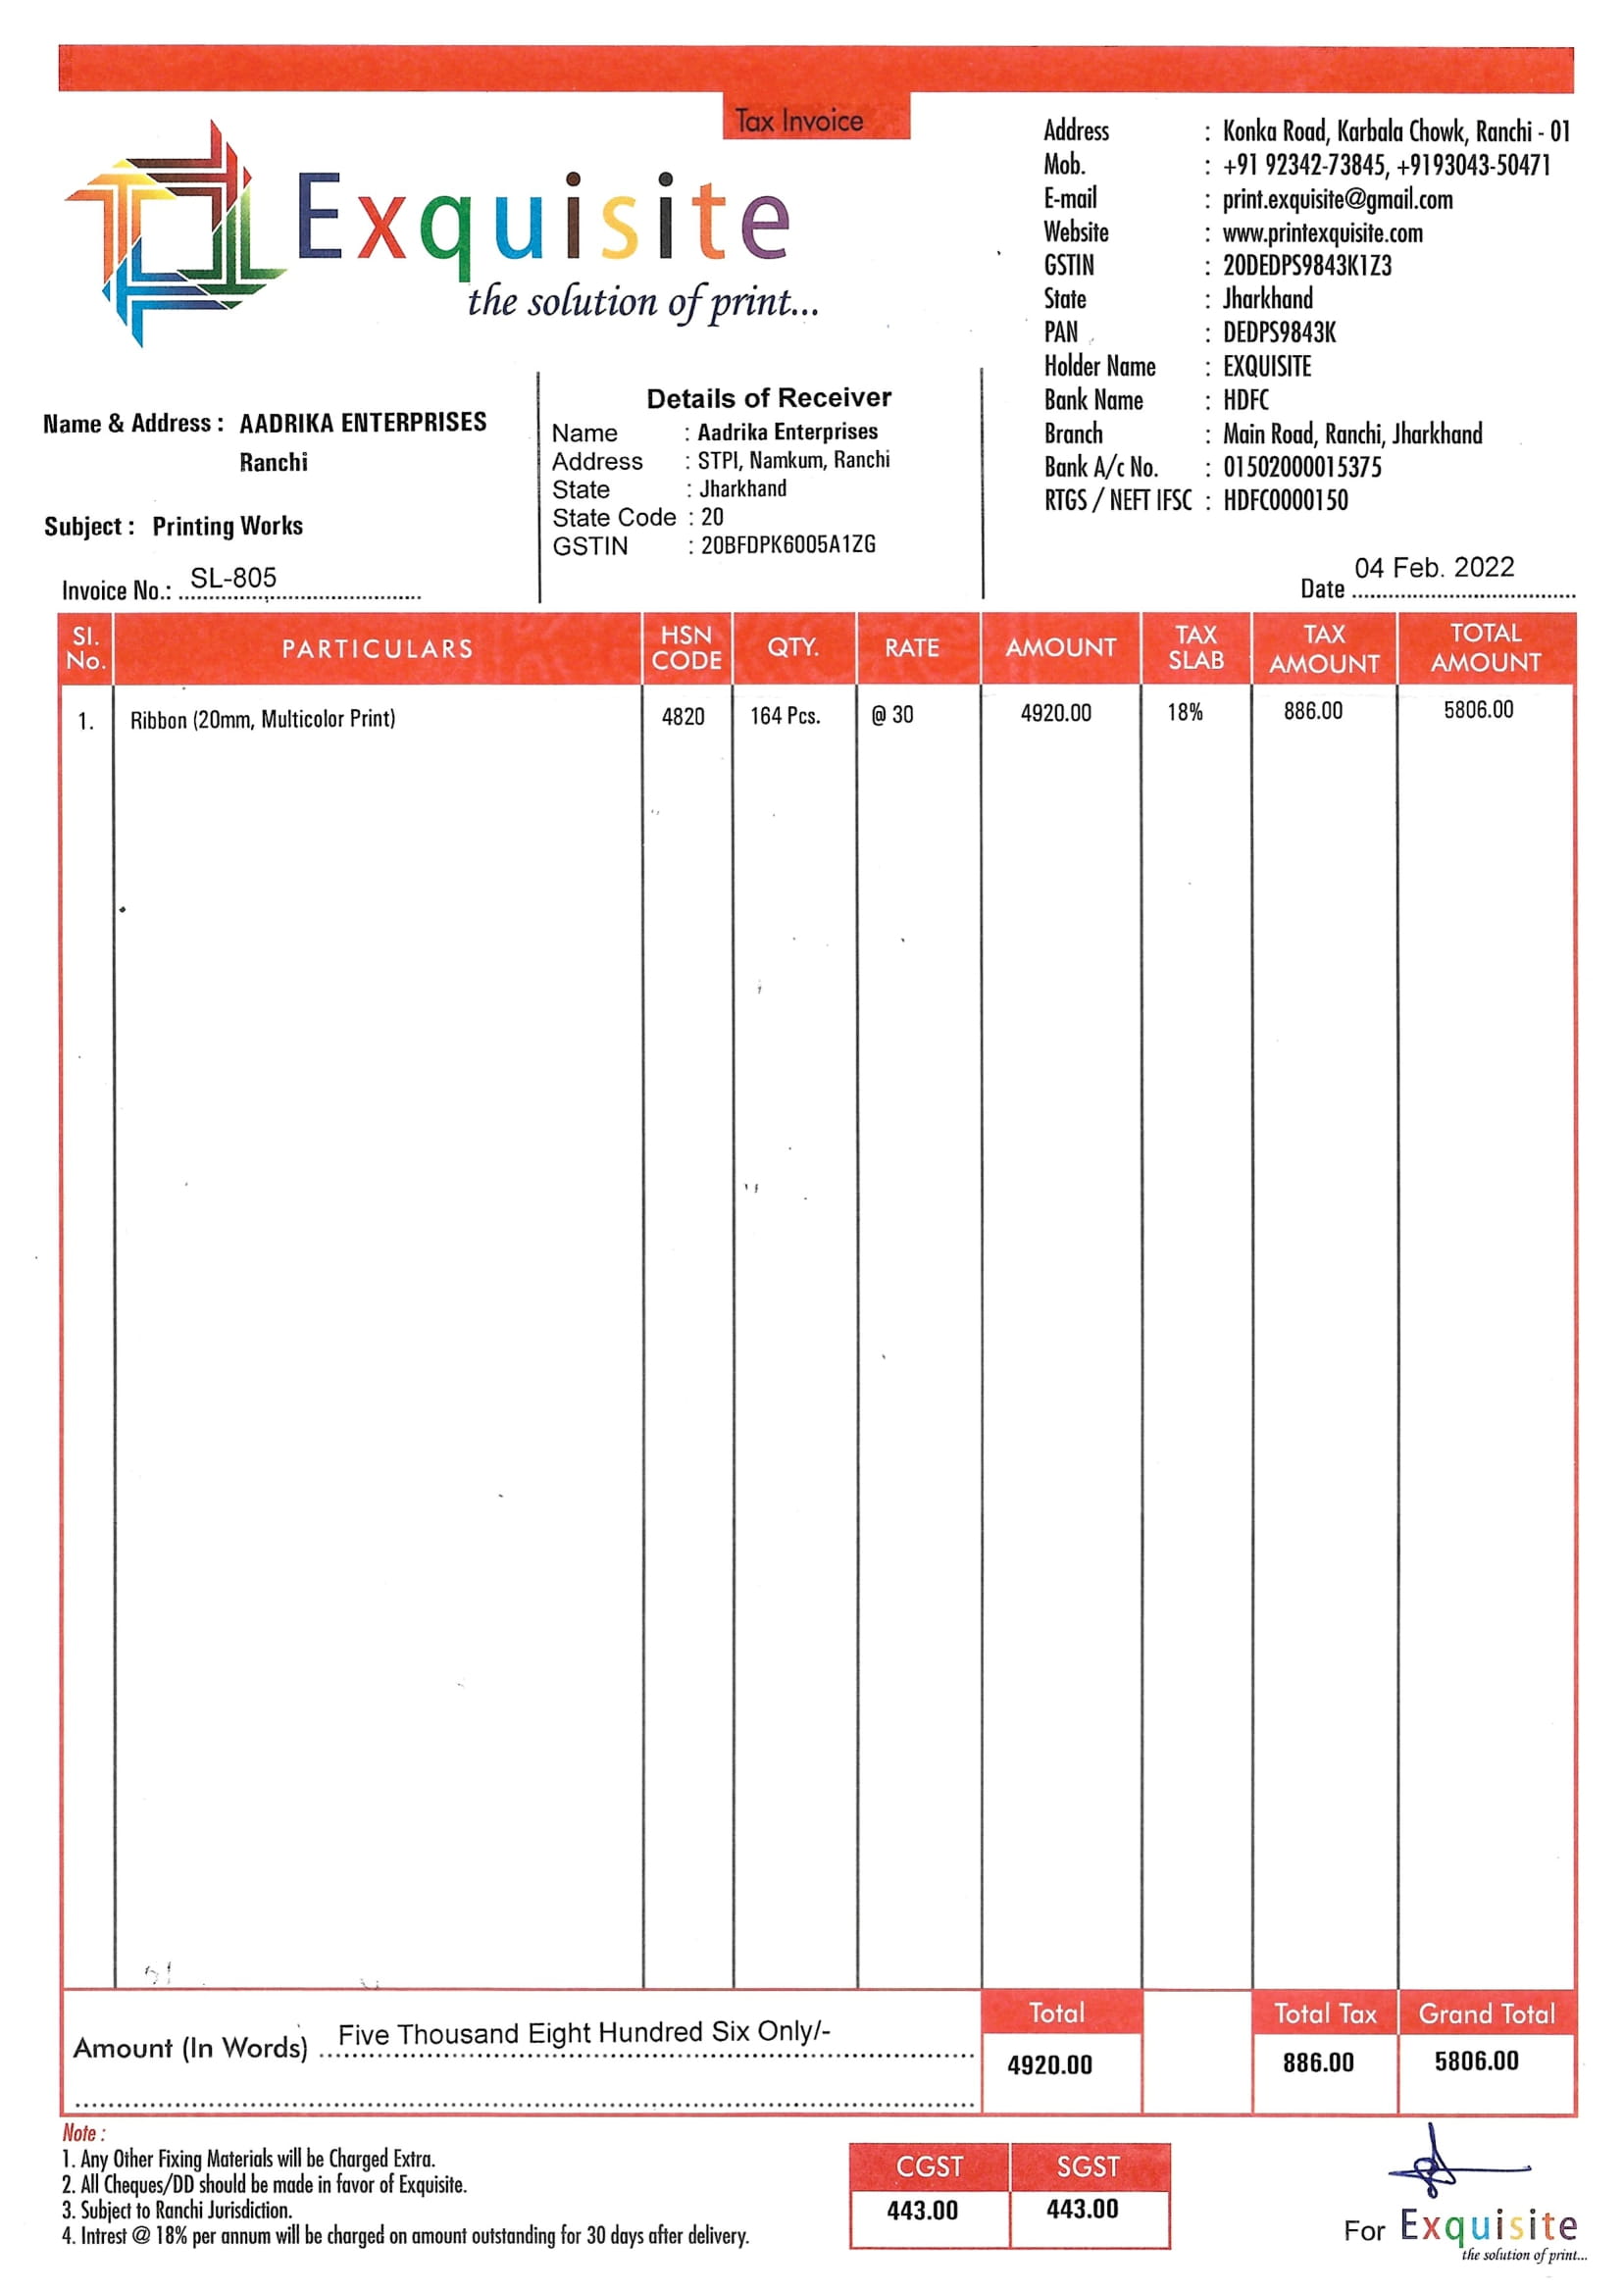 Tax Invoice
Exquisite
the solution of print...
Address : Konka Road, Karbala Chowk, Ranchi - 01
Mob. : +91 92342-73845, +9193043-50471
E-mail : print.exquisite@gmail.com
Website : www.printexquisite.com
GSTIN : 20DEDPS9843K1Z3
State : Jharkhand
PAN : DEDPS9843K
Holder Name : EXQUISITE
Bank Name : HDFC
Branch : Main Road, Ranchi, Jharkhand
Bank A/c No. : 01502000015375
RTGS / NEFT IFSC : HDFC0000150
Name & Address : AADRIKA ENTERPRISES
Ranchi
Subject : Printing Works
Invoice No.: SL-805
Details of Receiver
Name : Aadrika Enterprises
Address : STPI, Namkum, Ranchi
State : Jharkhand
State Code : 20
GSTIN : 20BFDPK6005A1ZG
Date 04 Feb. 2022
Sl. No. PARTICULARS HSN CODE QTY. RATE AMOUNT TAX SLAB TAX AMOUNT TOTAL AMOUNT
1. Ribbon (20mm, Multicolor Print) 4820 164 Pcs. @ 30 4920.00 18% 886.00 5806.00
Amount (In Words) Five Thousand Eight Hundred Six Only/-
Total Total Tax Grand Total
4920.00 886.00 5806.00
Note :
1. Any Other Fixing Materials will be Charged Extra.
2. All Cheques/DD should be made in favor of Exquisite.
3. Subject to Ranchi Jurisdiction.
4. Intrest @ 18% per annum will be charged on amount outstanding for 30 days after delivery.
CGST SGST
443.00 443.00
For Exquisite
the solution of print...